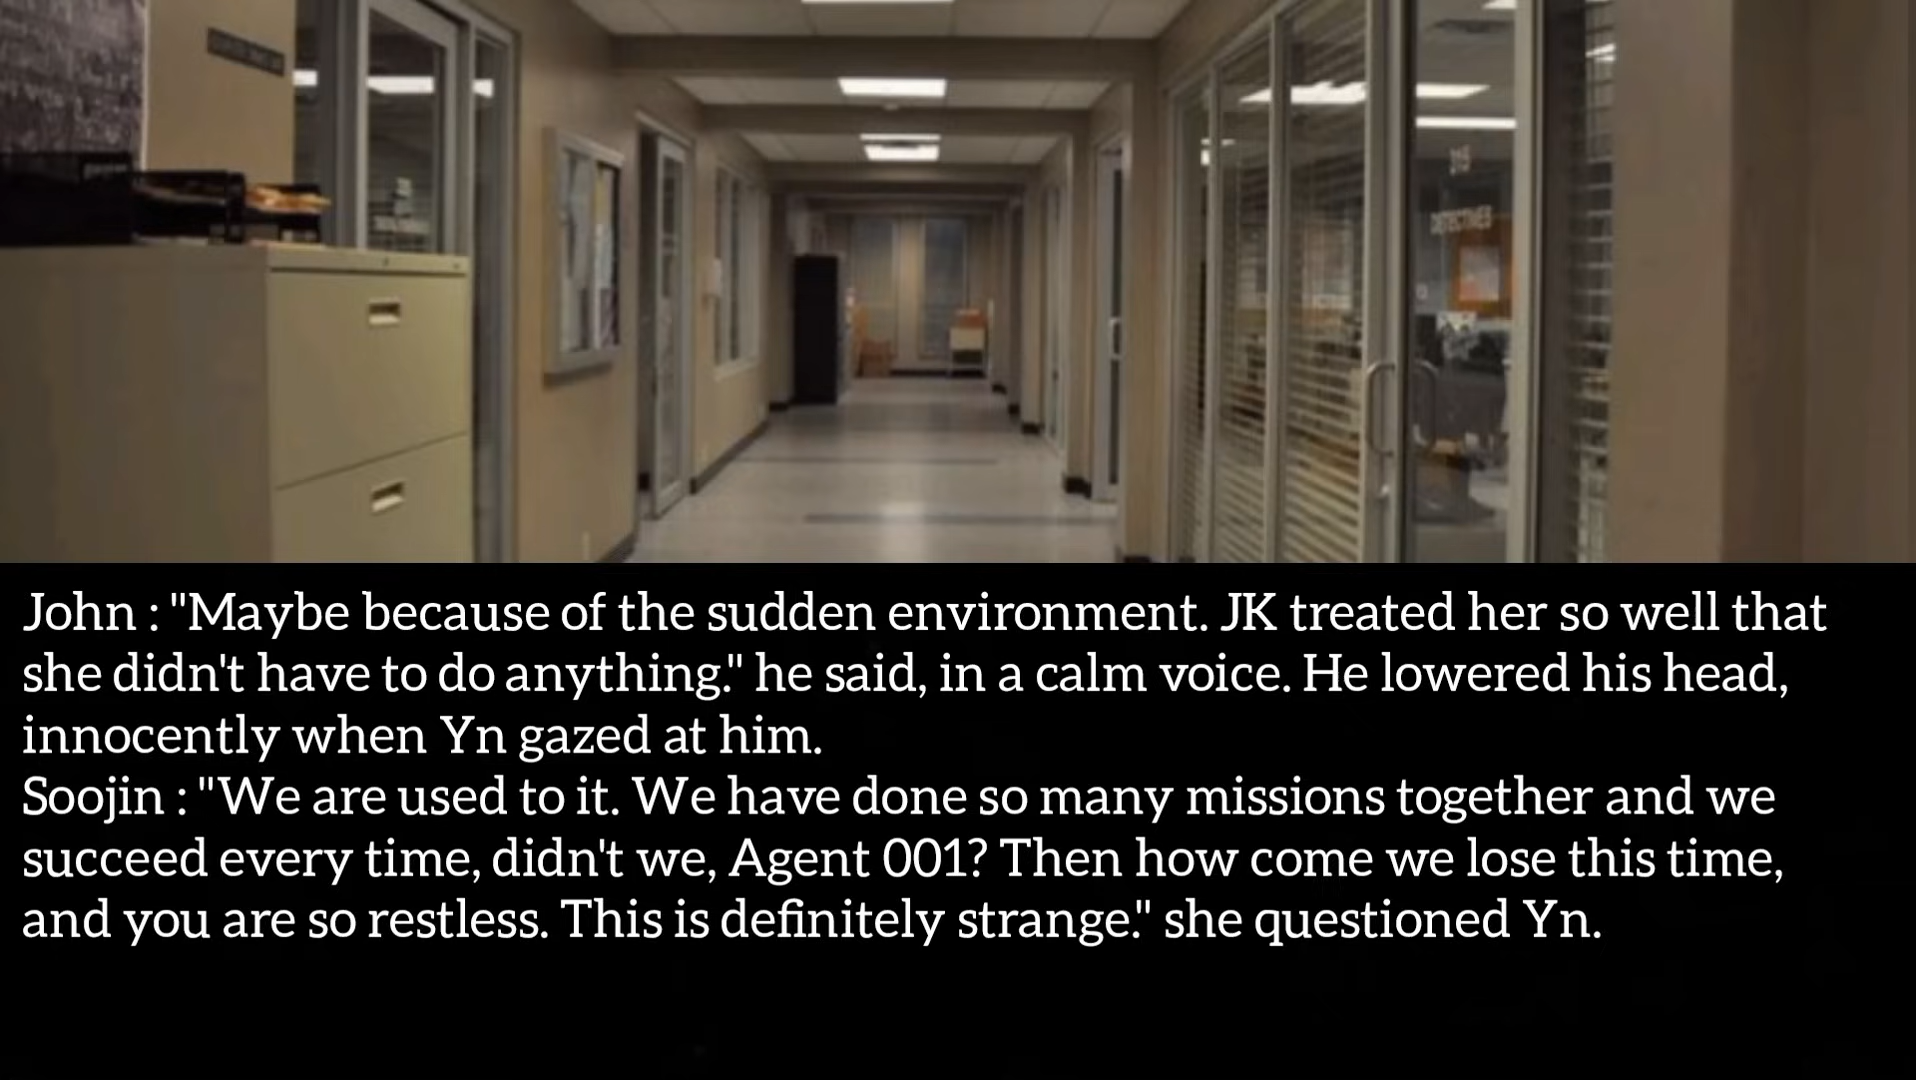 John : "Maybe because of the sudden environment. JK treated her so well that
she didn't have to do anything." he said, in a calm voice. He lowered his head,
innocently when Yn gazed at him.
Soojin : "We are used to it. We have done so many missions together and we
succeed every time, didn't we, Agent 001? Then how come we lose this time,
and you are so restless. This is definitely strange." she questioned Yn.